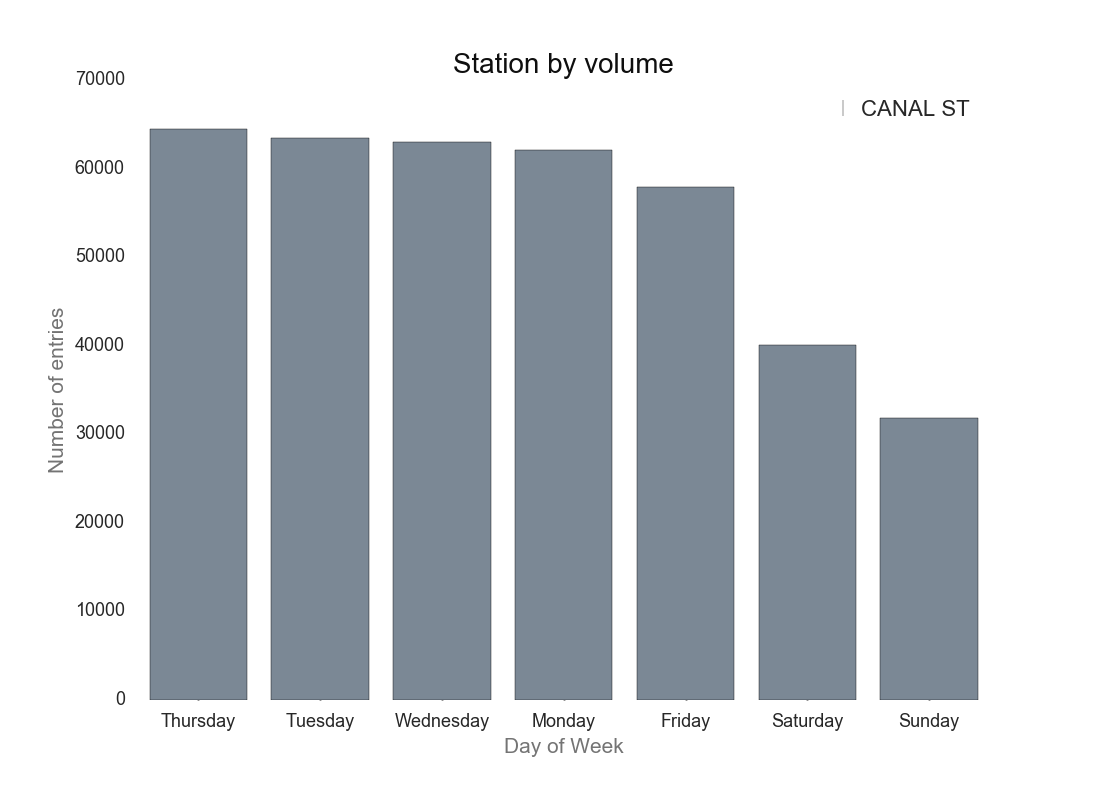 Station by volume
CANAL ST
70000
60000
50000
40000
30000
20000
10000
0
Number of entries
Thursday Tuesday Wednesday Monday Friday Saturday Sunday
Day of Week